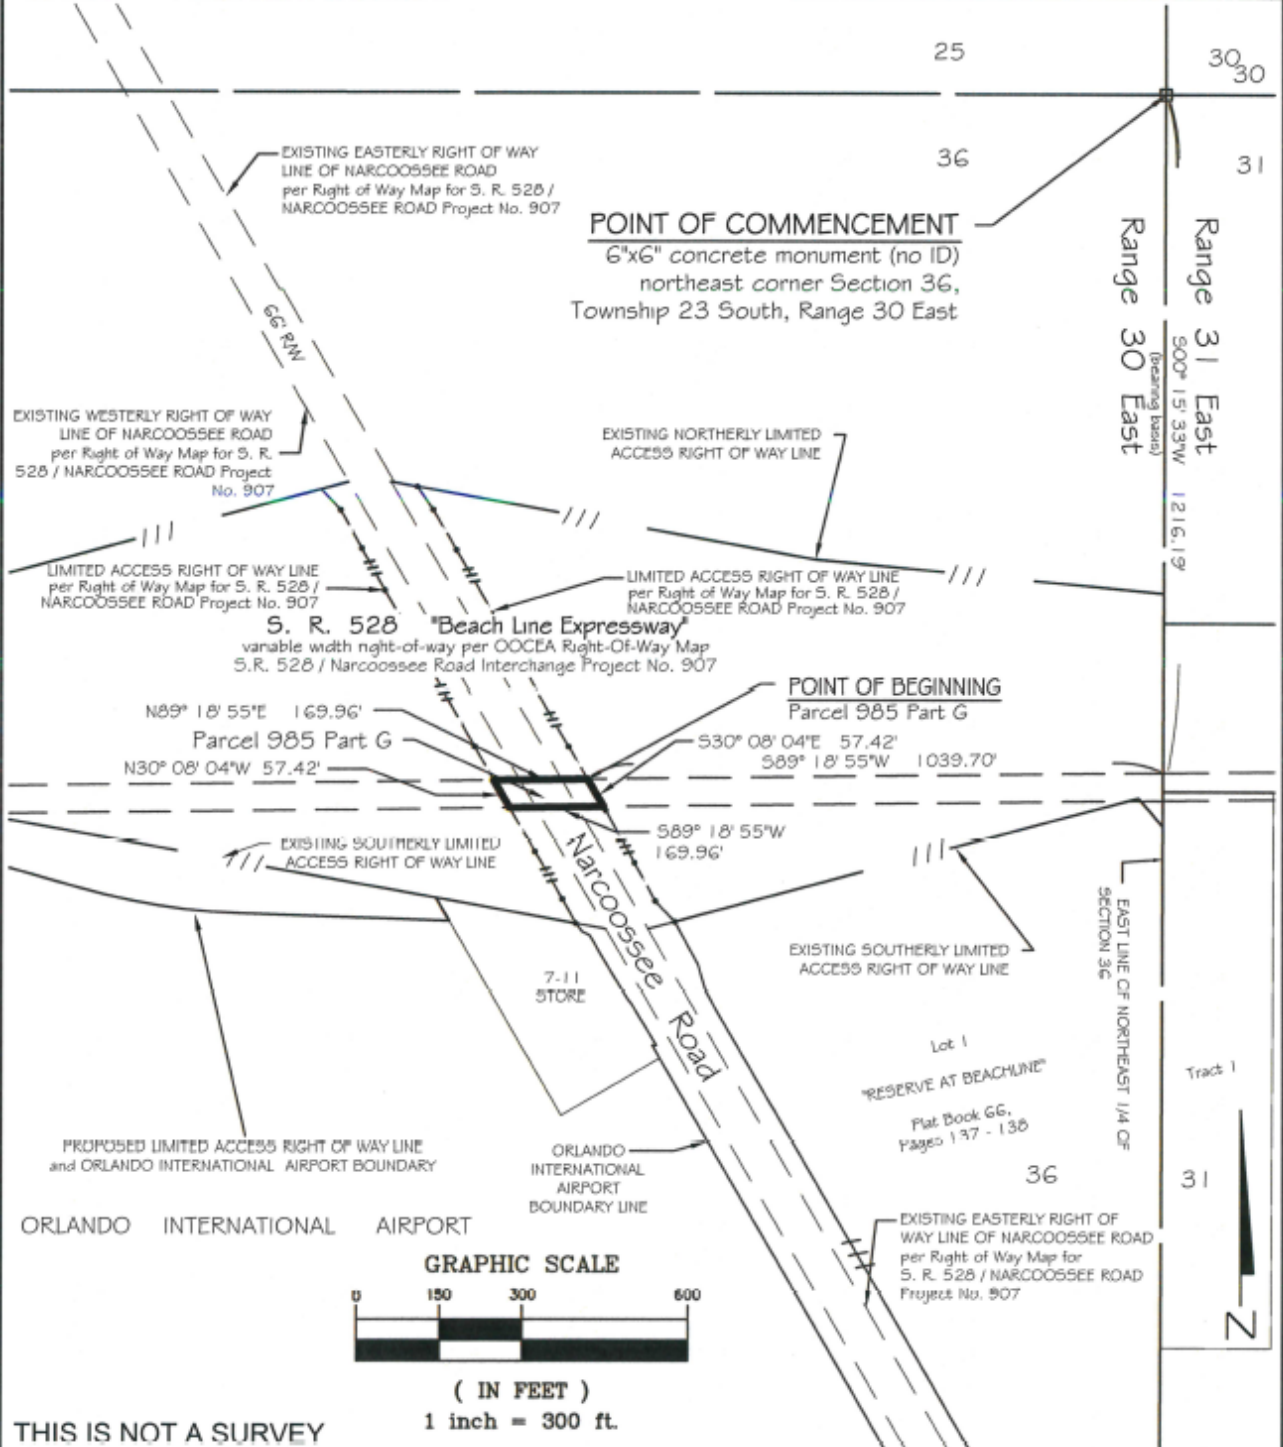 25
30
30
36
31
EXISTING EASTERLY RIGHT OF WAY
LINE OF NARCOOSSEE ROAD
per Right of Way Map for S. R. 528 /
NARCOOSSEE ROAD Project No. 907
POINT OF COMMENCEMENT
6"x6" concrete monument (no ID)
northeast corner Section 36,
Township 23 South, Range 30 East
Range 31 East
Range 30 East
S00° 15' 33"W 1216.19'
(bearing basis)
66' R/W
EXISTING WESTERLY RIGHT OF WAY
LINE OF NARCOOSSEE ROAD
per Right of Way Map for S. R.
528 / NARCOOSSEE ROAD Project
No. 907
EXISTING NORTHERLY LIMITED
ACCESS RIGHT OF WAY LINE
LIMITED ACCESS RIGHT OF WAY LINE
per Right of Way Map for S. R. 528 /
NARCOOSSEE ROAD Project No. 907
LIMITED ACCESS RIGHT OF WAY LINE
per Right of Way Map for S. R. 528 /
NARCOOSSEE ROAD Project No. 907
S. R. 528 "Beach Line Expressway"
variable width right-of-way per OOCEA Right-Of-Way Map
S.R. 528 / Narcoossee Road Interchange Project No. 907
POINT OF BEGINNING
Parcel 985 Part G
N89° 18' 55"E 169.96'
Parcel 985 Part G
N30° 08' 04"W 57.42'
S30° 08' 04"E 57.42'
S89° 18' 55"W 1039.70'
S89° 18' 55"W
169.96'
EXISTING SOUTHERLY LIMITED
ACCESS RIGHT OF WAY LINE
Narcoossee Road
EXISTING SOUTHERLY LIMITED
ACCESS RIGHT OF WAY LINE
EAST LINE OF NORTHEAST 1/4 OF
SECTION 36
7-11
STORE
Lot 1
"RESERVE AT BEACHLINE"
Plat Book 66,
Pages 137 - 138
Tract 1
36
31
PROPOSED LIMITED ACCESS RIGHT OF WAY LINE
and ORLANDO INTERNATIONAL AIRPORT BOUNDARY
ORLANDO
INTERNATIONAL
AIRPORT
BOUNDARY LINE
ORLANDO INTERNATIONAL AIRPORT
EXISTING EASTERLY RIGHT OF
WAY LINE OF NARCOOSSEE ROAD
per Right of Way Map for
S. R. 528 / NARCOOSSEE ROAD
Project No. 907
GRAPHIC SCALE
0 150 300 600
( IN FEET )
1 inch = 300 ft.
N
THIS IS NOT A SURVEY